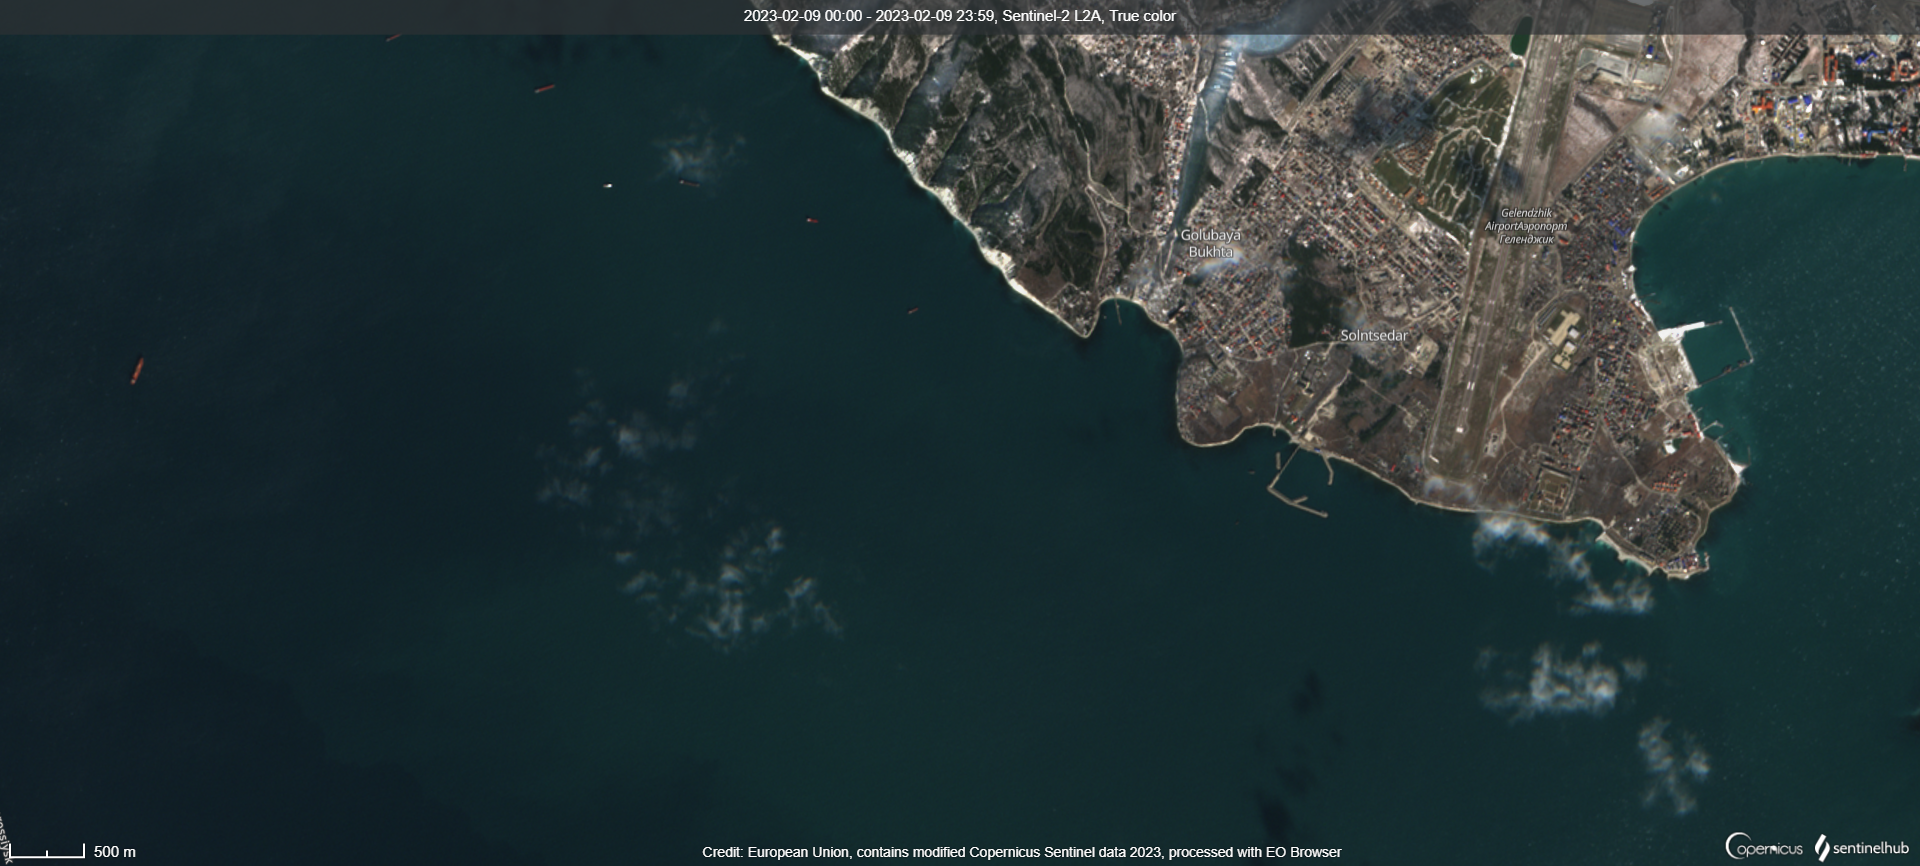 2023-02-09 00:00 - 2023-02-09 23:59, Sentinel-2 L2A, True color
Gelendzhik
AirportАэропорт
Геленджик
Golubaya
Bukhta
Solntsedar
500 m
Credit: European Union, contains modified Copernicus Sentinel data 2023, processed with EO Browser
Copernicus
sentinelhub